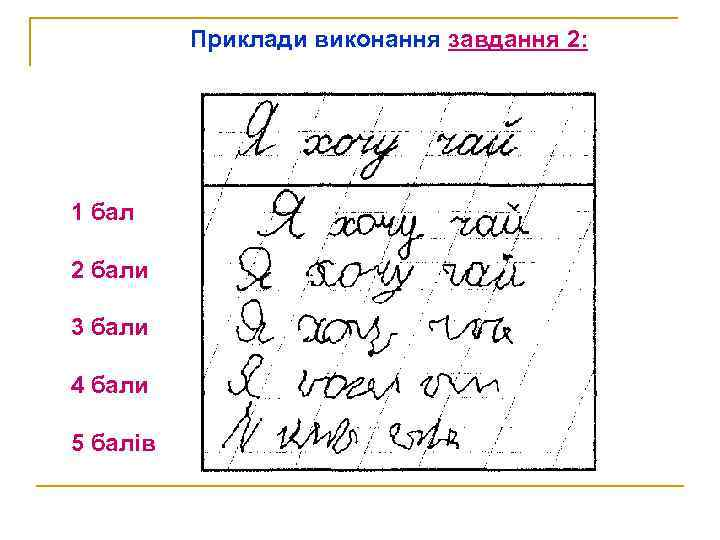 Приклади виконання завдання 2:
Я хочу чай
1 бал Я хочу чай
2 бали Я хочу чай
3 бали Я
4 бали Я
5 балів